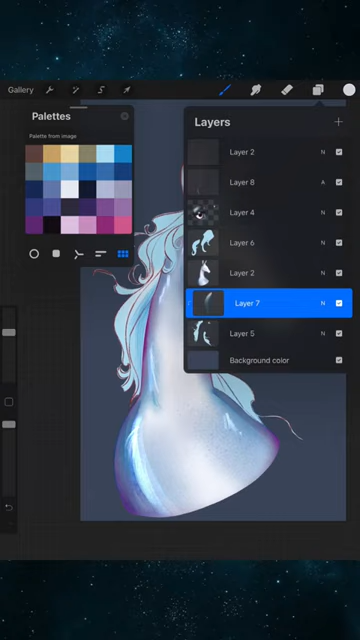 Gallery
Palettes
Palette from image
Layers
Layer 2 N
Layer 8 A
Layer 4 N
Layer 6 N
Layer 2 N
Layer 7 N
Layer 5 N
Background color